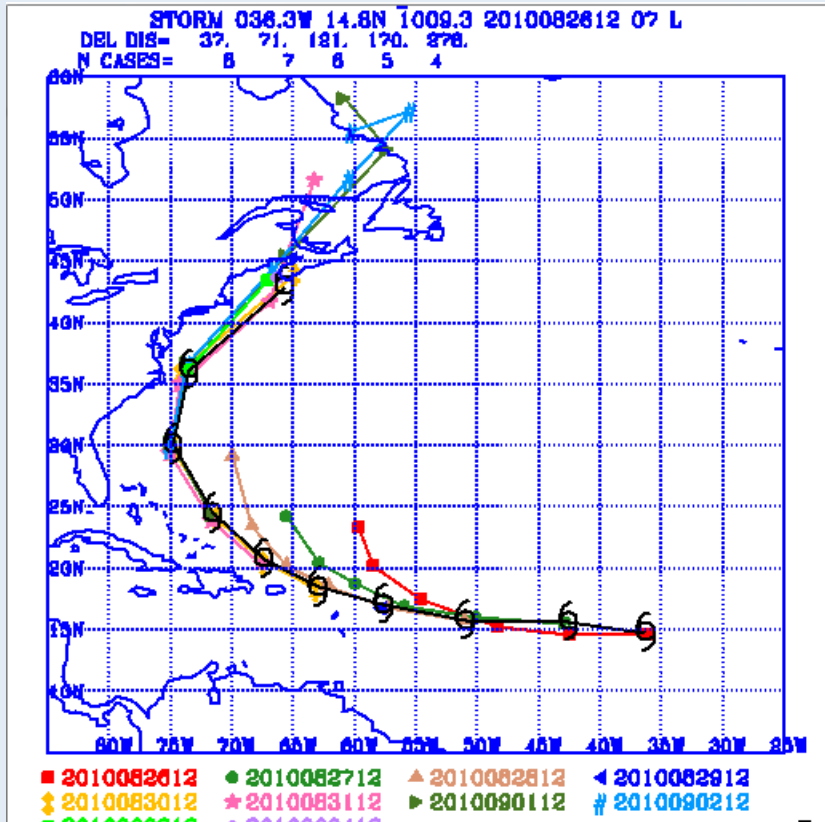 STORM 036.3W 14.8N 1009.3 2010082612 07 L
DEL DIS= 37. 71. 121. 170. 276.
N CASES= 8 7 6 5 4
60N
55N
50N
45N
40N
35N
30N
25N
20N
15N
10N
80W 75W 70W 65W 60W 55W 50W 45W 40W 35W 30W 25W
2010082612 2010082712 2010082812 2010082912
2010083012 2010083112 2010090112 2010090212